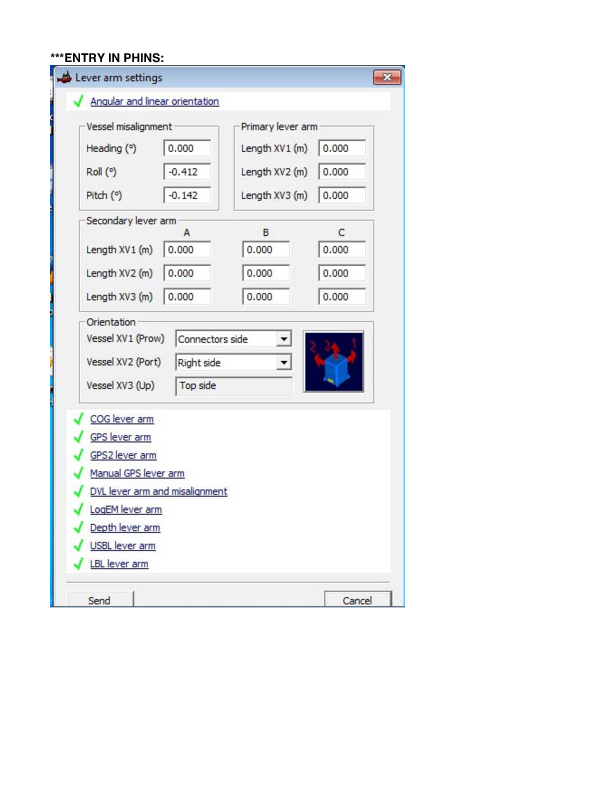 ***ENTRY IN PHINS:
Lever arm settings
Angular and linear orientation
Vessel misalignment
Primary lever arm
Heading (°) 0.000 Length XV1 (m) 0.000
Roll (°) -0.412 Length XV2 (m) 0.000
Pitch (°) -0.142 Length XV3 (m) 0.000
Secondary lever arm
A B C
Length XV1 (m) 0.000 0.000 0.000
Length XV2 (m) 0.000 0.000 0.000
Length XV3 (m) 0.000 0.000 0.000
Orientation
Vessel XV1 (Prow) Connectors side
Vessel XV2 (Port) Right side
Vessel XV3 (Up) Top side
2 3 1
COG lever arm
GPS lever arm
GPS2 lever arm
Manual GPS lever arm
DVL lever arm and misalignment
LogEM lever arm
Depth lever arm
USBL lever arm
LBL lever arm
Send Cancel